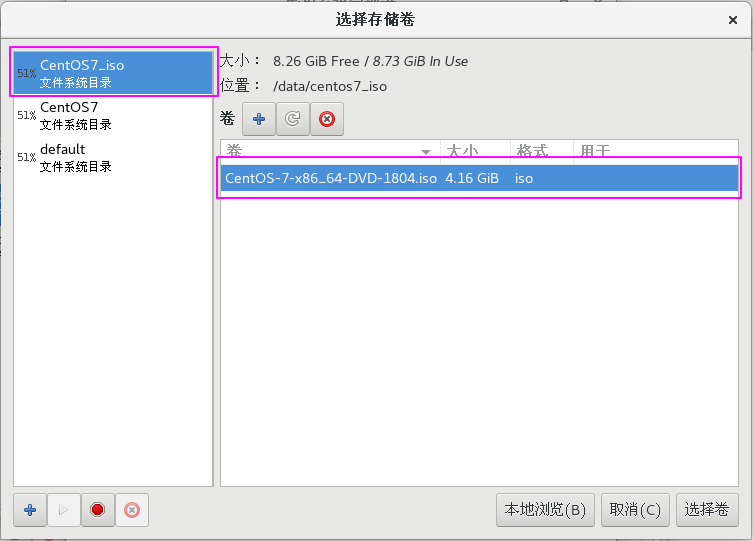 选择存储卷
51% CentOS7_iso
文件系统目录
51% CentOS7
文件系统目录
51% default
文件系统目录
大小： 8.26 GiB Free / 8.73 GiB In Use
位置： /data/centos7_iso
卷
卷 大小 格式 用于
CentOS-7-x86_64-DVD-1804.iso 4.16 GiB iso
本地浏览(B) 取消(C) 选择卷